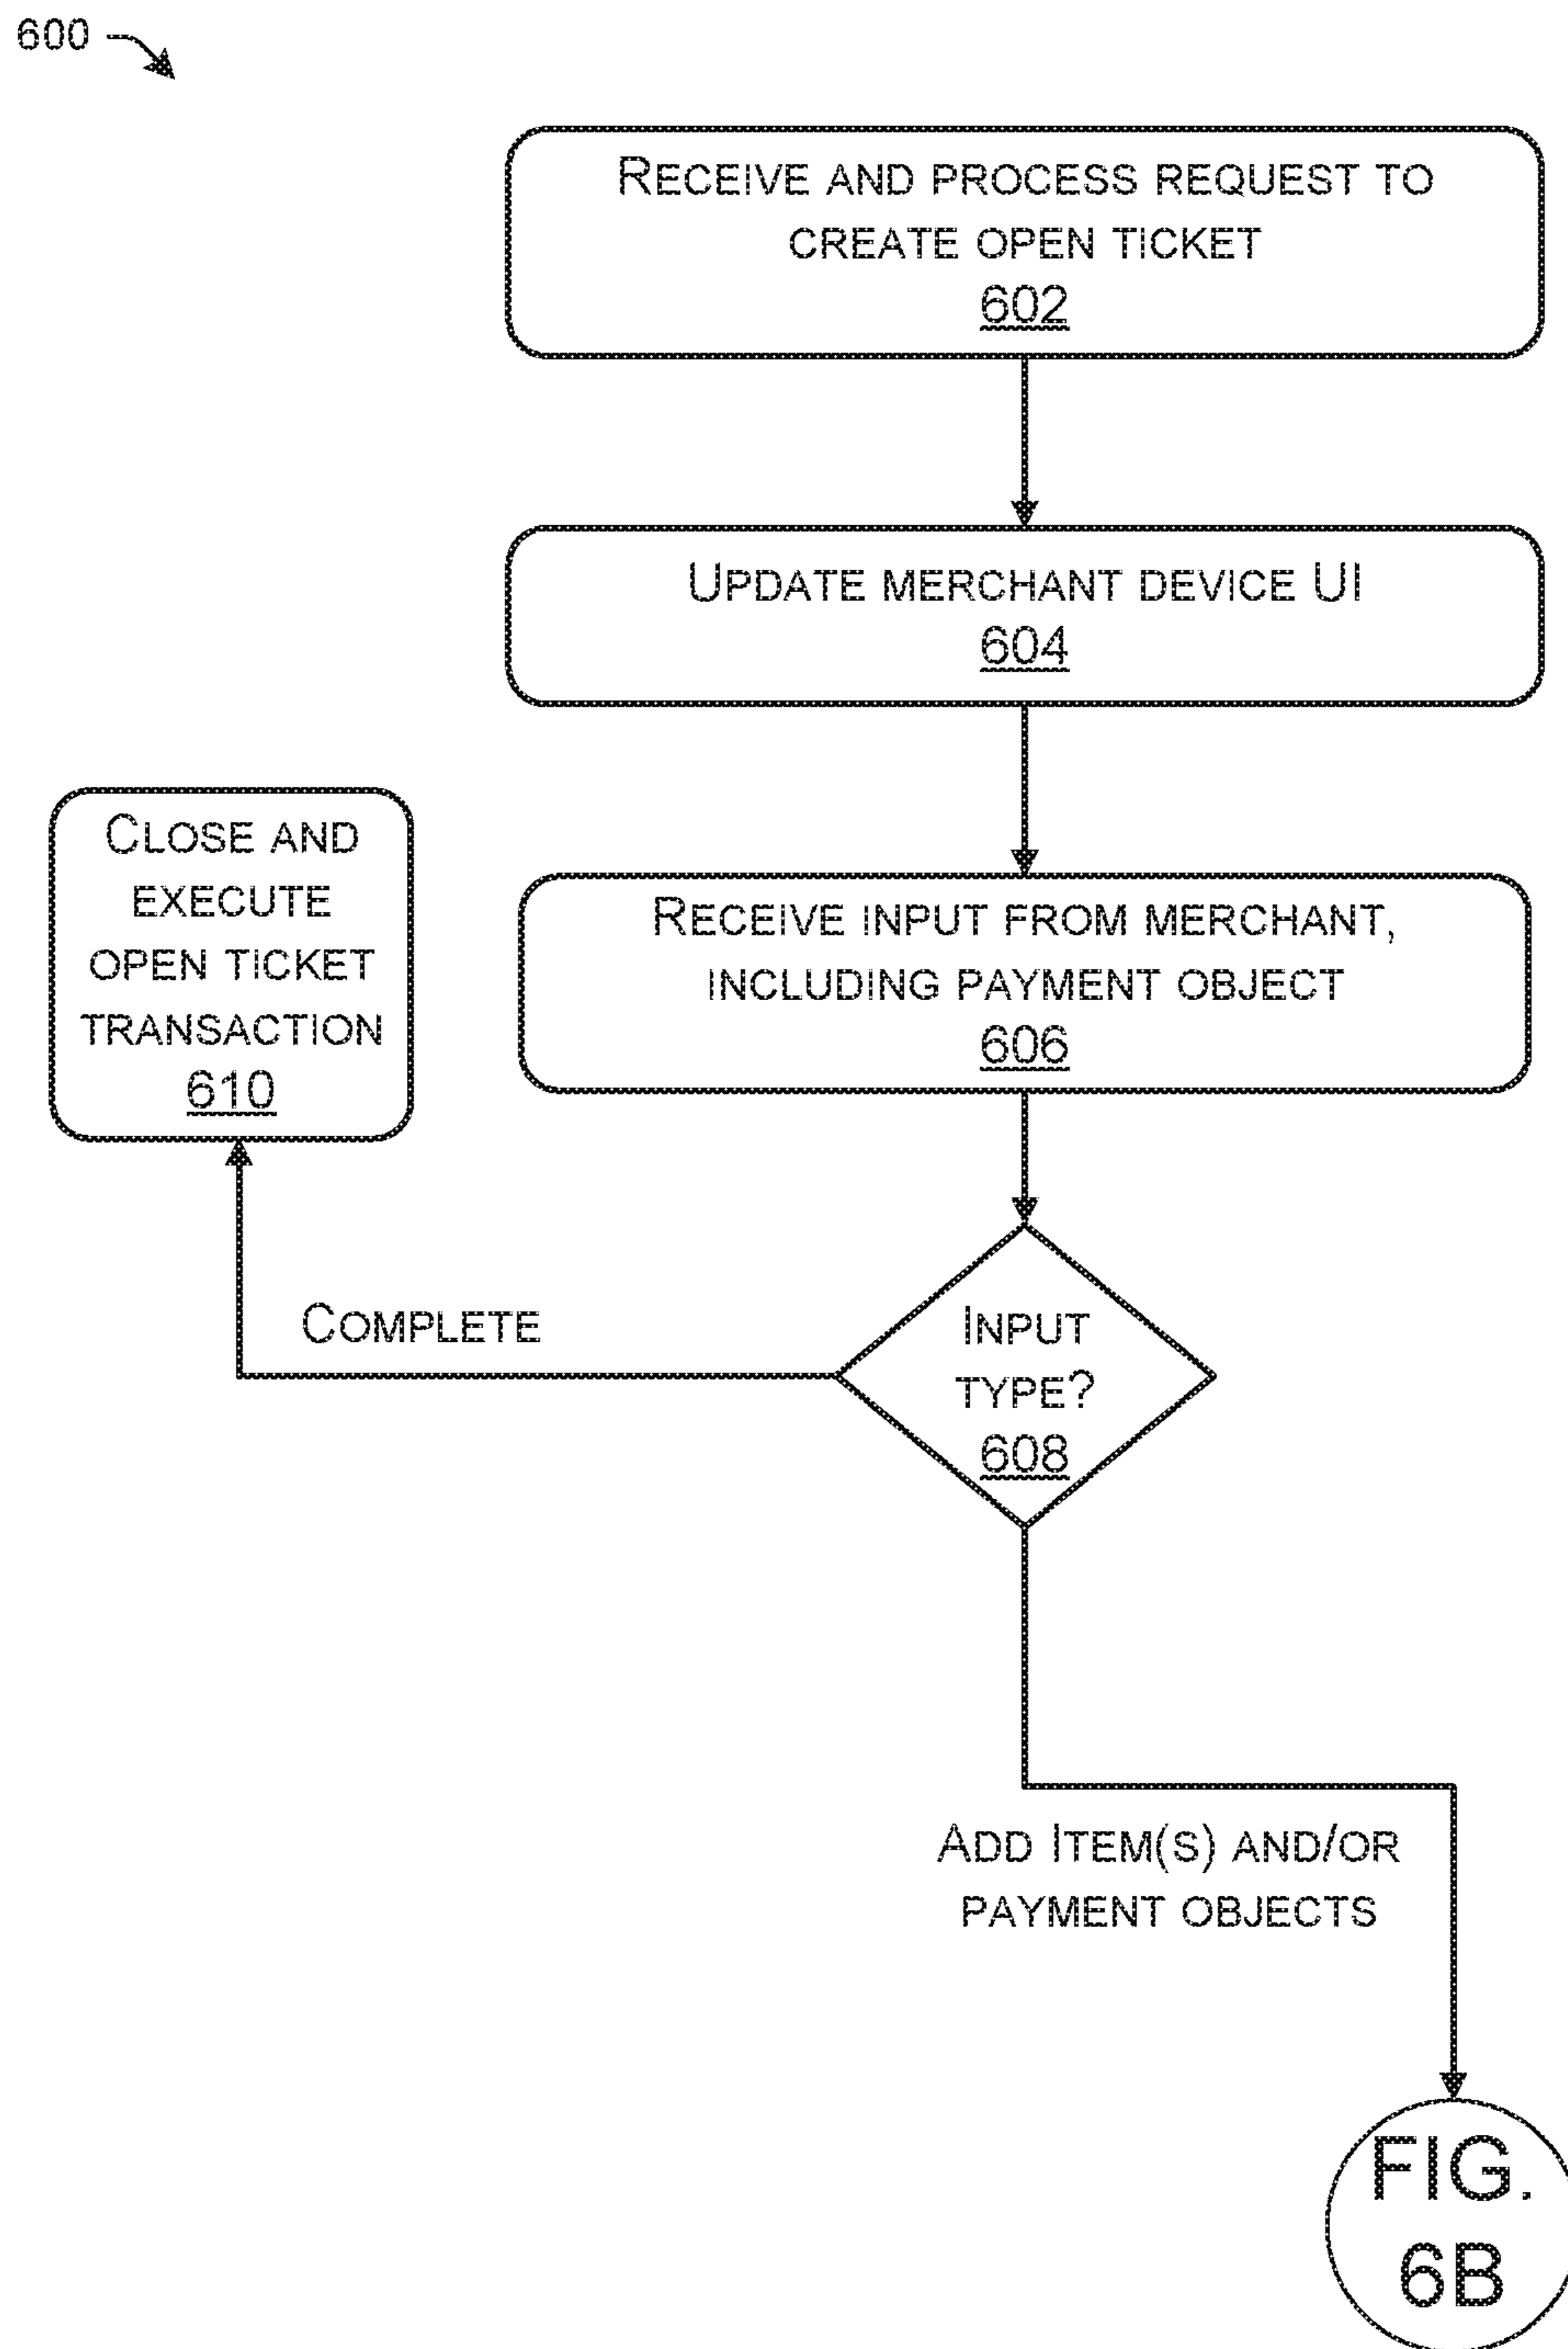 600
RECEIVE AND PROCESS REQUEST TO
CREATE OPEN TICKET
602
UPDATE MERCHANT DEVICE UI
604
CLOSE AND
EXECUTE
OPEN TICKET
TRANSACTION
610
RECEIVE INPUT FROM MERCHANT,
INCLUDING PAYMENT OBJECT
606
COMPLETE
INPUT
TYPE?
608
ADD ITEM(S) AND/OR
PAYMENT OBJECTS
FIG.
6B